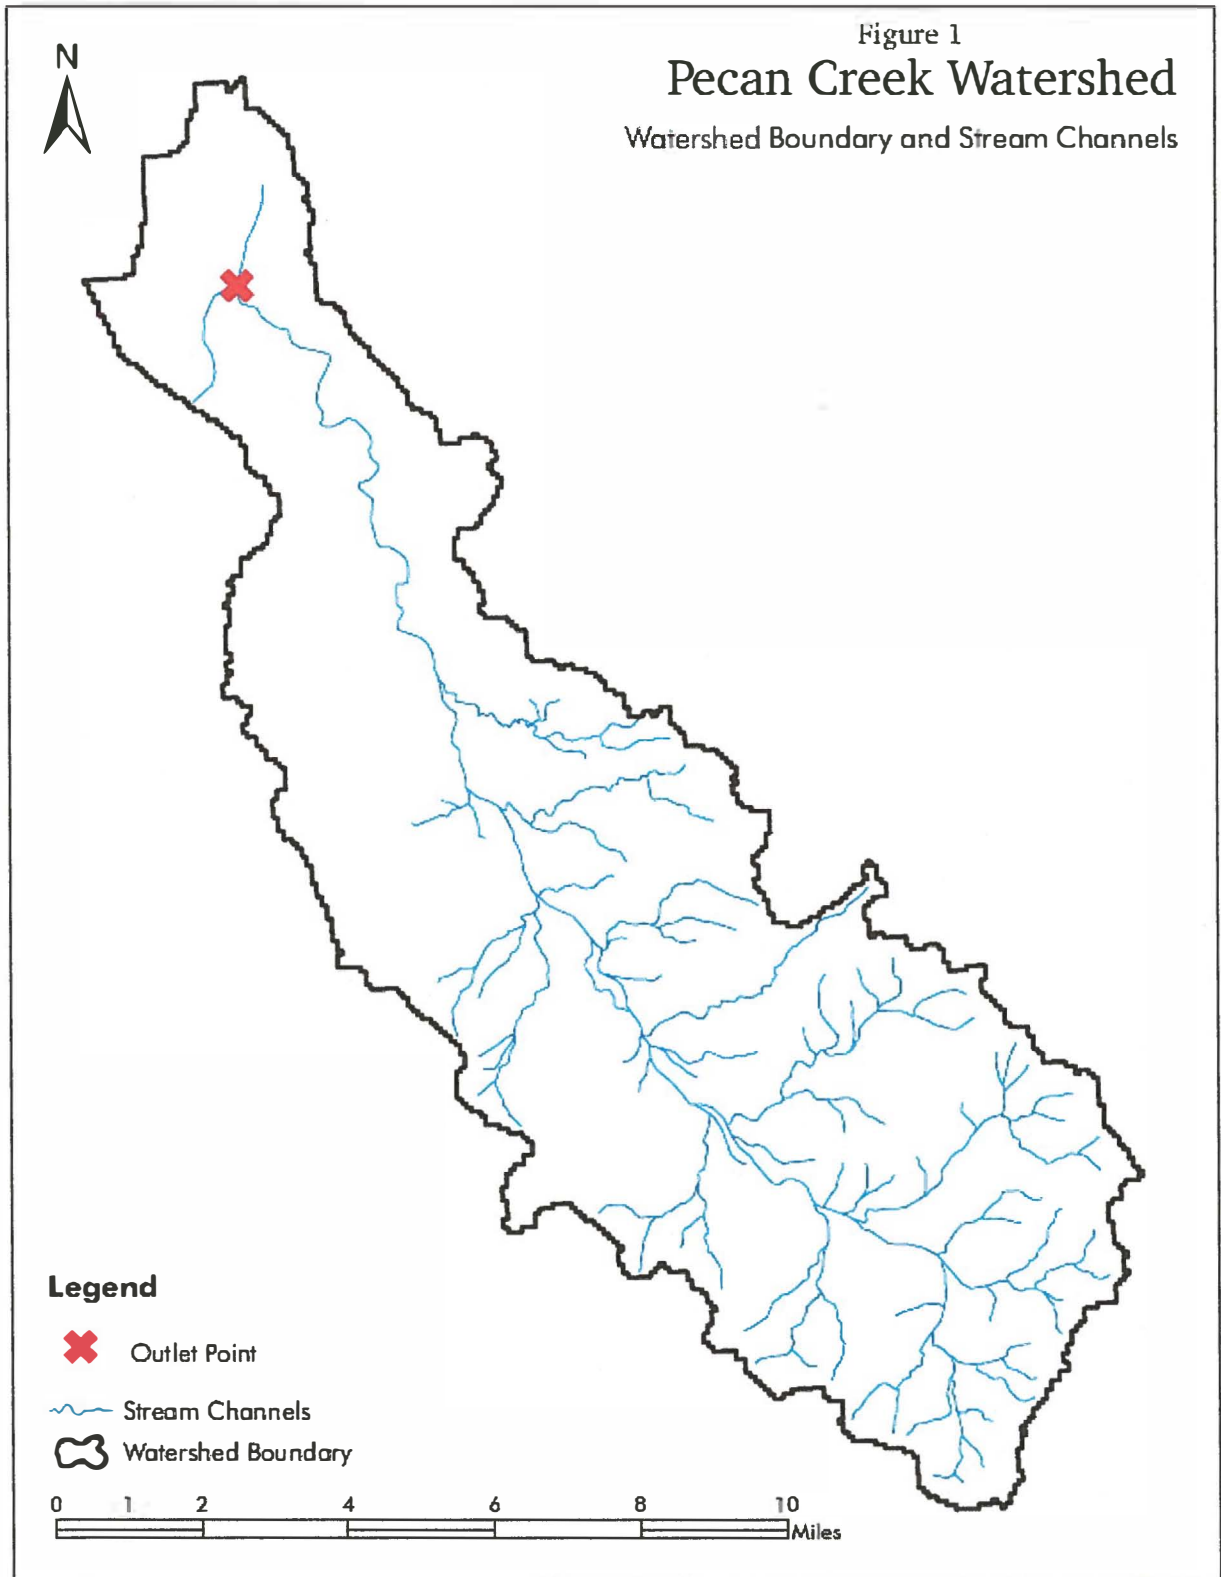 Figure 1
Pecan Creek Watershed
Watershed Boundary and Stream Channels
N
Legend
Outlet Point
Stream Channels
Watershed Boundary
0 1 2 4 6 8 10
Miles